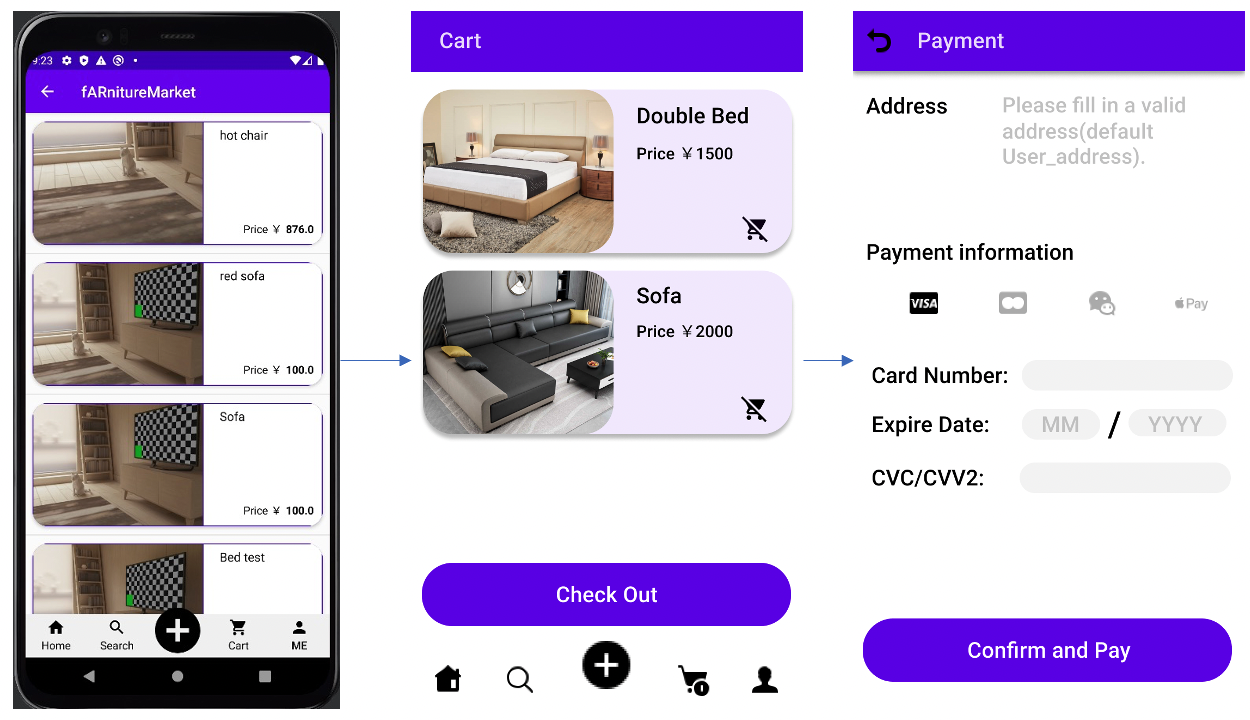 9:23
fARnitureMarket
hot chair
Price ¥ 876.0
red sofa
Price ¥ 100.0
Sofa
Price ¥ 100.0
Bed test
Home
Search
Cart
ME
Cart
Double Bed
Price ¥1500
Sofa
Price ¥2000
Check Out
Payment
Address
Please fill in a valid
address(default
User_address).
Payment information
VISA
Pay
Card Number:
Expire Date:
MM / YYYY
CVC/CVV2:
Confirm and Pay